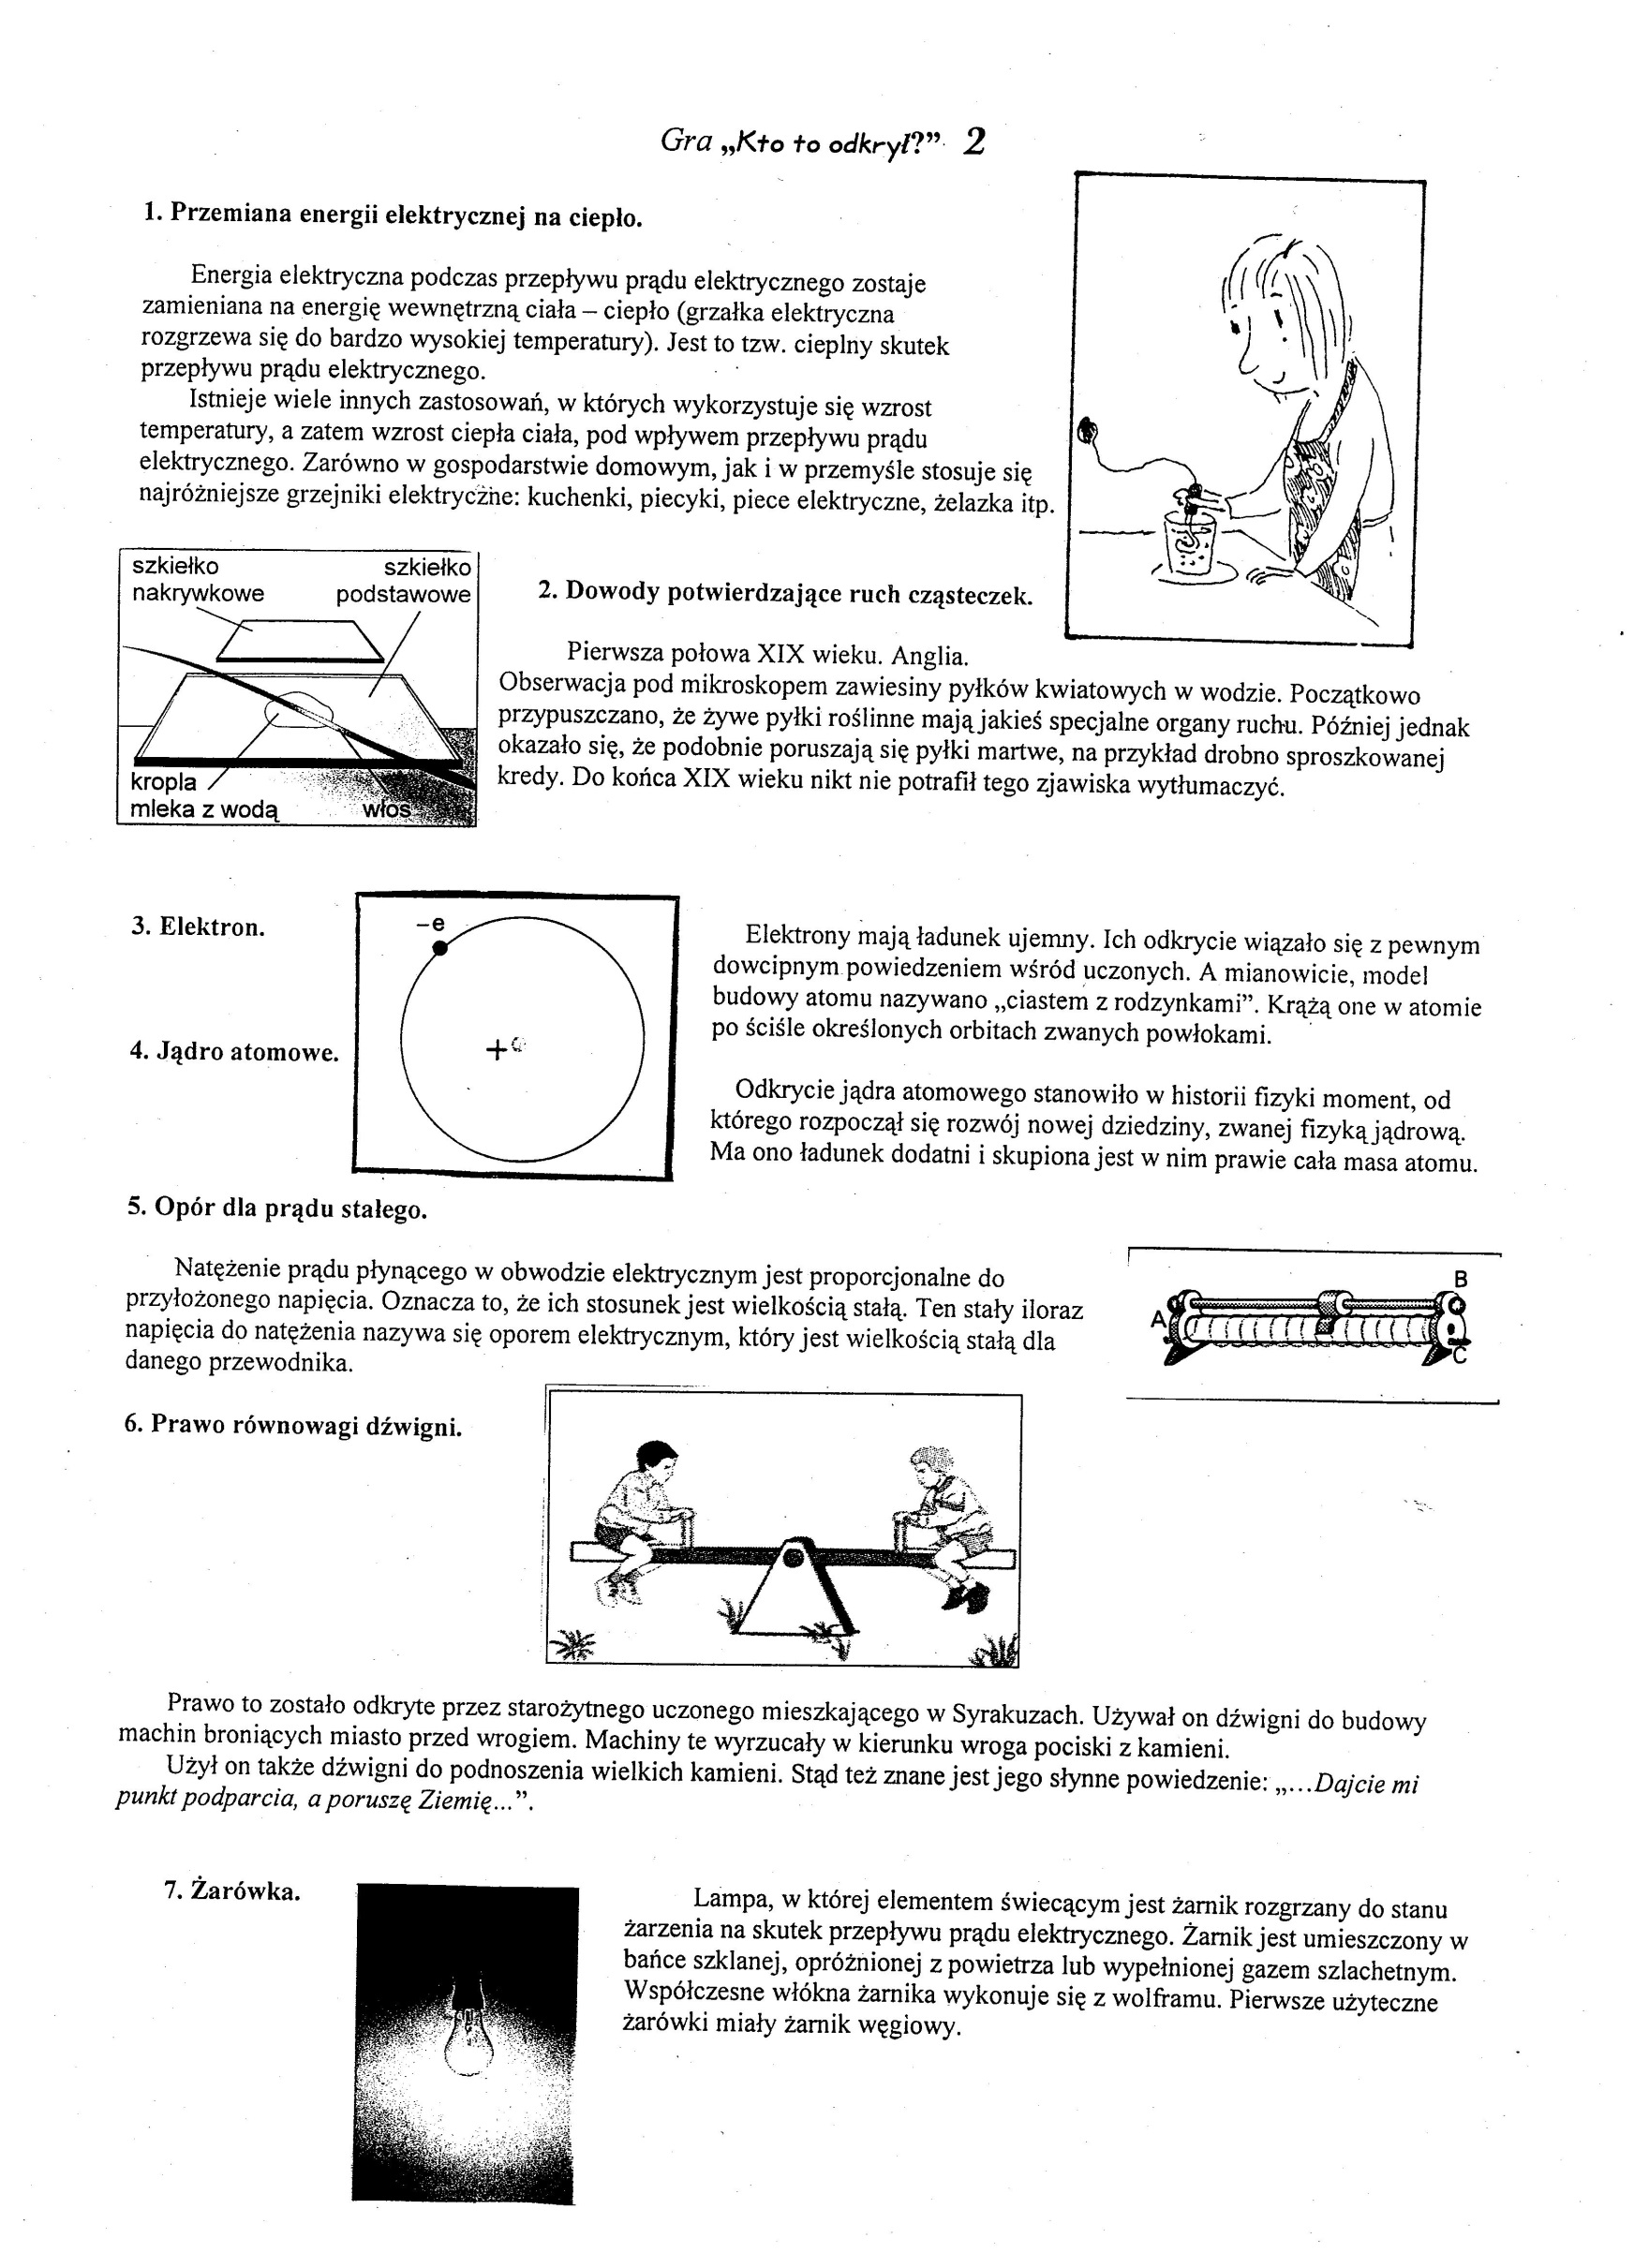 Gra „Kto to odkrył?” 2
1. Przemiana energii elektrycznej na ciepło.
Energia elektryczna podczas przepływu prądu elektrycznego zostaje
zamieniana na energię wewnętrzną ciała – ciepło (grzałka elektryczna
rozgrzewa się do bardzo wysokiej temperatury). Jest to tzw. cieplny skutek
przepływu prądu elektrycznego.
Istnieje wiele innych zastosowań, w których wykorzystuje się wzrost
temperatury, a zatem wzrost ciepła ciała, pod wpływem przepływu prądu
elektrycznego. Zarówno w gospodarstwie domowym, jak i w przemyśle stosuje się
najróżniejsze grzejniki elektryczne: kuchenki, piecyki, piece elektryczne, żelazka itp.
szkiełko szkiełko
nakrywkowe podstawowe
kropla
mleka z wodą włos
2. Dowody potwierdzające ruch cząsteczek.
Pierwsza połowa XIX wieku. Anglia.
Obserwacja pod mikroskopem zawiesiny pyłków kwiatowych w wodzie. Początkowo
przypuszczano, że żywe pyłki roślinne mają jakieś specjalne organy ruchu. Później jednak
okazało się, że podobnie poruszają się pyłki martwe, na przykład drobno sproszkowanej
kredy. Do końca XIX wieku nikt nie potrafił tego zjawiska wytłumaczyć.
3. Elektron.
4. Jądro atomowe.
–e
+
Elektrony mają ładunek ujemny. Ich odkrycie wiązało się z pewnym
dowcipnym powiedzeniem wśród uczonych. A mianowicie, model
budowy atomu nazywano „ciastem z rodzynkami”. Krążą one w atomie
po ściśle określonych orbitach zwanych powłokami.
Odkrycie jądra atomowego stanowiło w historii fizyki moment, od
którego rozpoczął się rozwój nowej dziedziny, zwanej fizyką jądrową.
Ma ono ładunek dodatni i skupiona jest w nim prawie cała masa atomu.
5. Opór dla prądu stałego.
Natężenie prądu płynącego w obwodzie elektrycznym jest proporcjonalne do
przyłożonego napięcia. Oznacza to, że ich stosunek jest wielkością stałą. Ten stały iloraz
napięcia do natężenia nazywa się oporem elektrycznym, który jest wielkością stałą dla
danego przewodnika.
B
A
C
6. Prawo równowagi dźwigni.
Prawo to zostało odkryte przez starożytnego uczonego mieszkającego w Syrakuzach. Używał on dźwigni do budowy
machin broniących miasto przed wrogiem. Machiny te wyrzucały w kierunku wroga pociski z kamieni.
Użył on także dźwigni do podnoszenia wielkich kamieni. Stąd też znane jest jego słynne powiedzenie: „…Dajcie mi
punkt podparcia, a poruszę Ziemię...”.
7. Żarówka.
Lampa, w której elementem świecącym jest żarnik rozgrzany do stanu
żarzenia na skutek przepływu prądu elektrycznego. Żarnik jest umieszczony w
bańce szklanej, opróżnionej z powietrza lub wypełnionej gazem szlachetnym.
Współczesne włókna żarnika wykonuje się z wolframu. Pierwsze użyteczne
żarówki miały żarnik węgiowy.